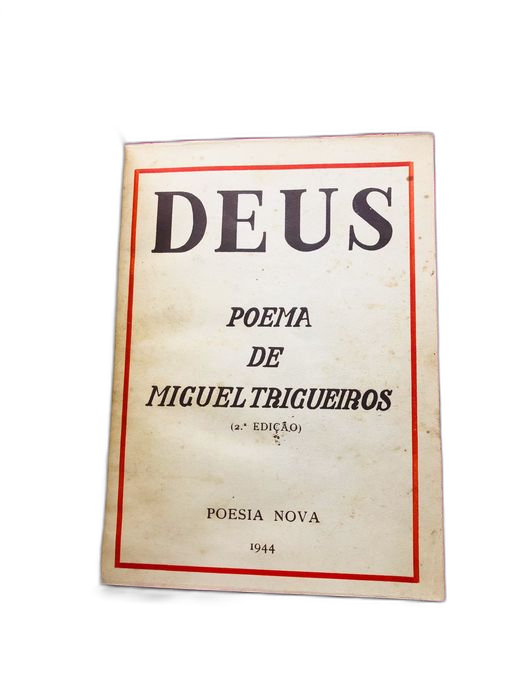 DEUS
POEMA
DE
MIGUEL TRIGUEIROS
(2.ª EDIÇÃO)
POESIA NOVA
1944